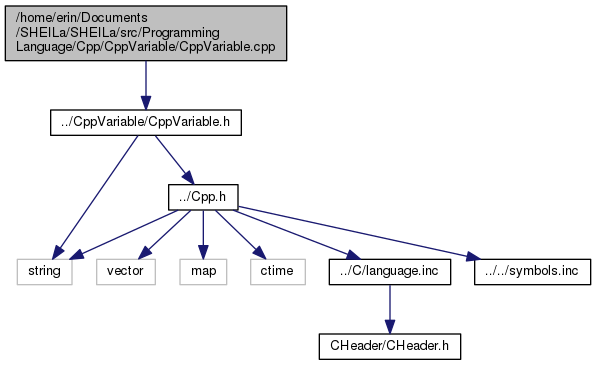 /home/erin/Documents
/SHEILa/SHEILa/src/Programming
Language/Cpp/CppVariable/CppVariable.cpp
../CppVariable/CppVariable.h
../Cpp.h
string
vector
map
ctime
../C/language.inc
../../symbols.inc
CHeader/CHeader.h